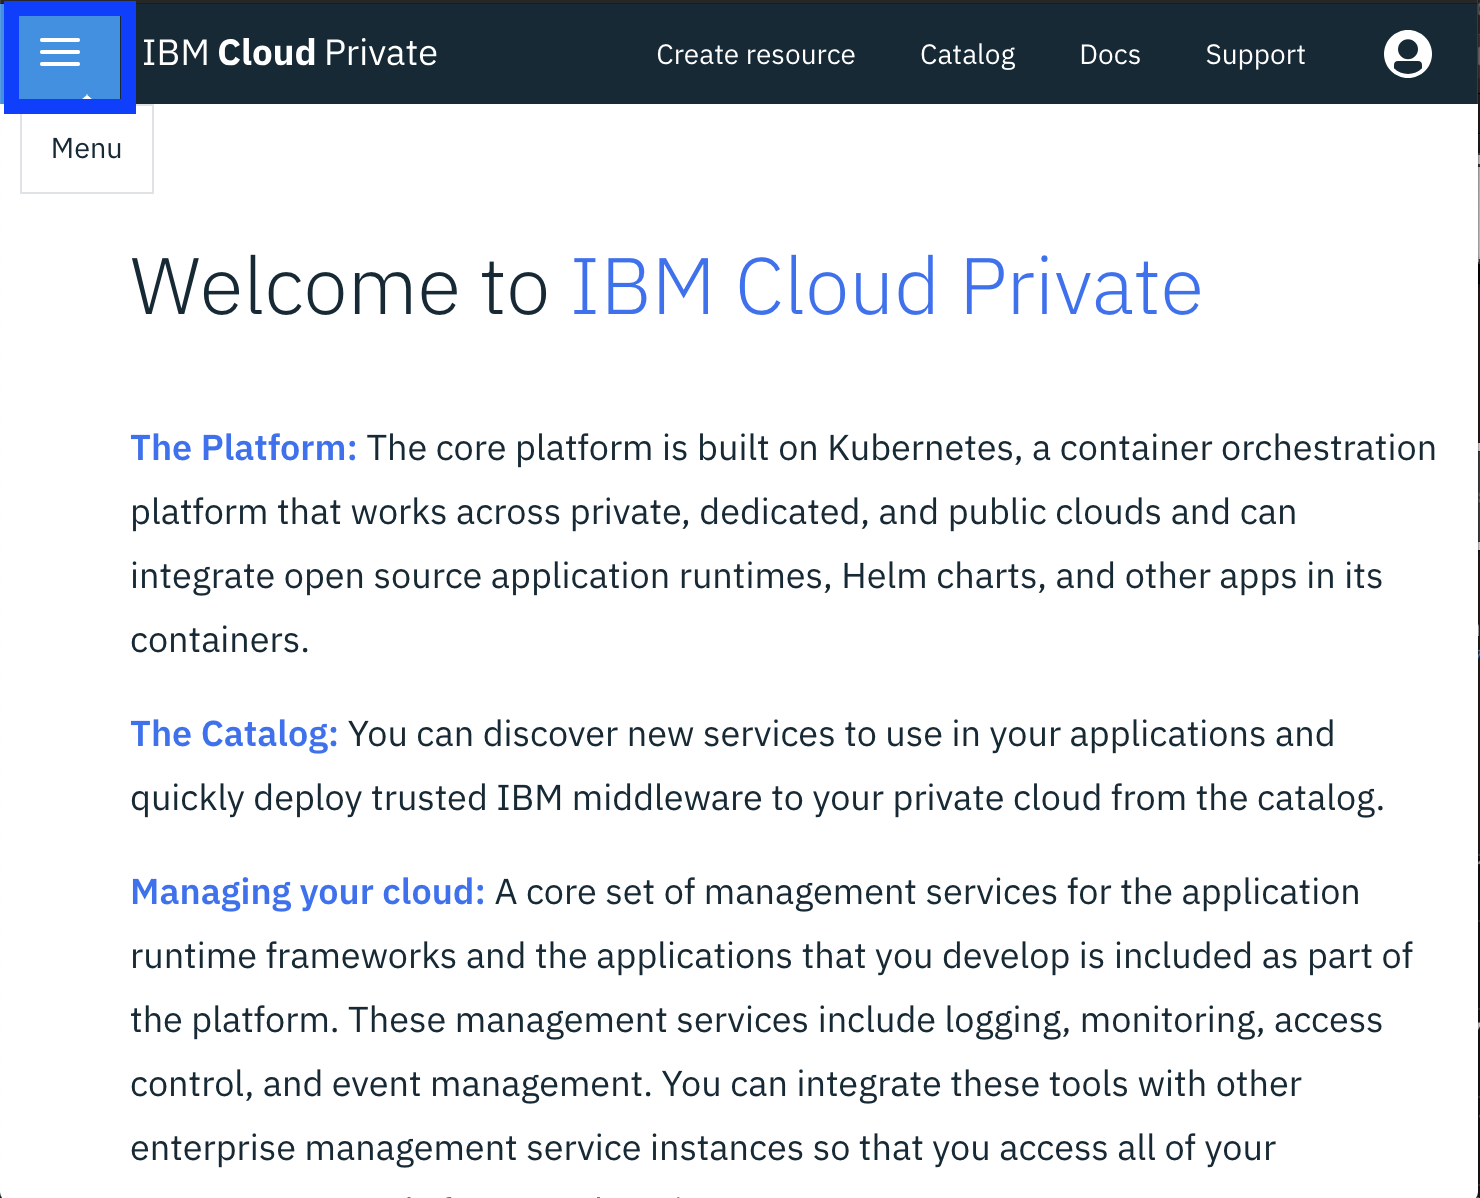 IBM Cloud Private Create resource Catalog Docs Support
Menu
Welcome to IBM Cloud Private
The Platform: The core platform is built on Kubernetes, a container orchestration
platform that works across private, dedicated, and public clouds and can
integrate open source application runtimes, Helm charts, and other apps in its
containers.
The Catalog: You can discover new services to use in your applications and
quickly deploy trusted IBM middleware to your private cloud from the catalog.
Managing your cloud: A core set of management services for the application
runtime frameworks and the applications that you develop is included as part of
the platform. These management services include logging, monitoring, access
control, and event management. You can integrate these tools with other
enterprise management service instances so that you access all of your